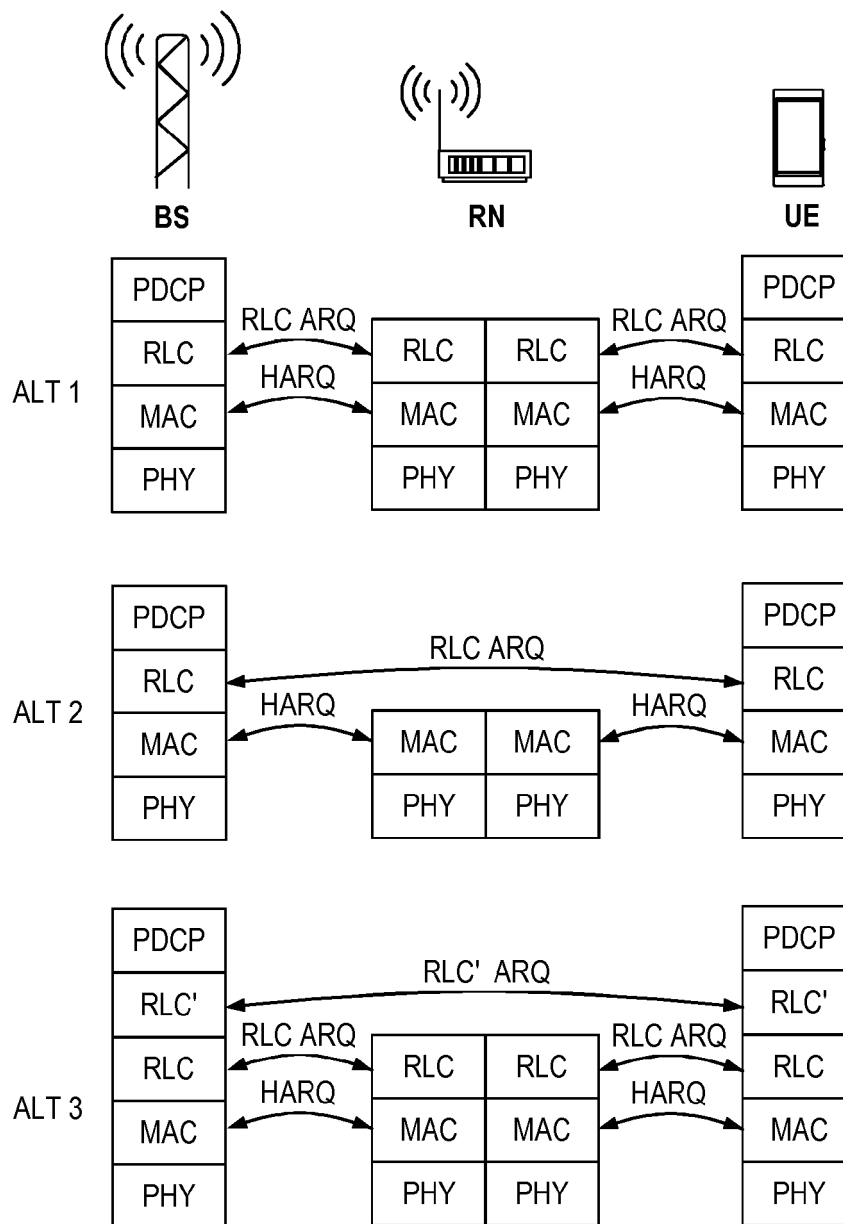 BS RN UE
PDCP PDCP
RLC ARQ RLC ARQ
RLC RLC RLC RLC
HARQ HARQ
ALT 1
MAC MAC MAC MAC
PHY PHY PHY PHY
PDCP PDCP
RLC ARQ
RLC RLC
HARQ HARQ
ALT 2
MAC MAC MAC MAC
PHY PHY PHY PHY
PDCP PDCP
RLC' ARQ
RLC' RLC'
RLC ARQ RLC ARQ
RLC RLC RLC RLC
HARQ HARQ
ALT 3
MAC MAC MAC MAC
PHY PHY PHY PHY